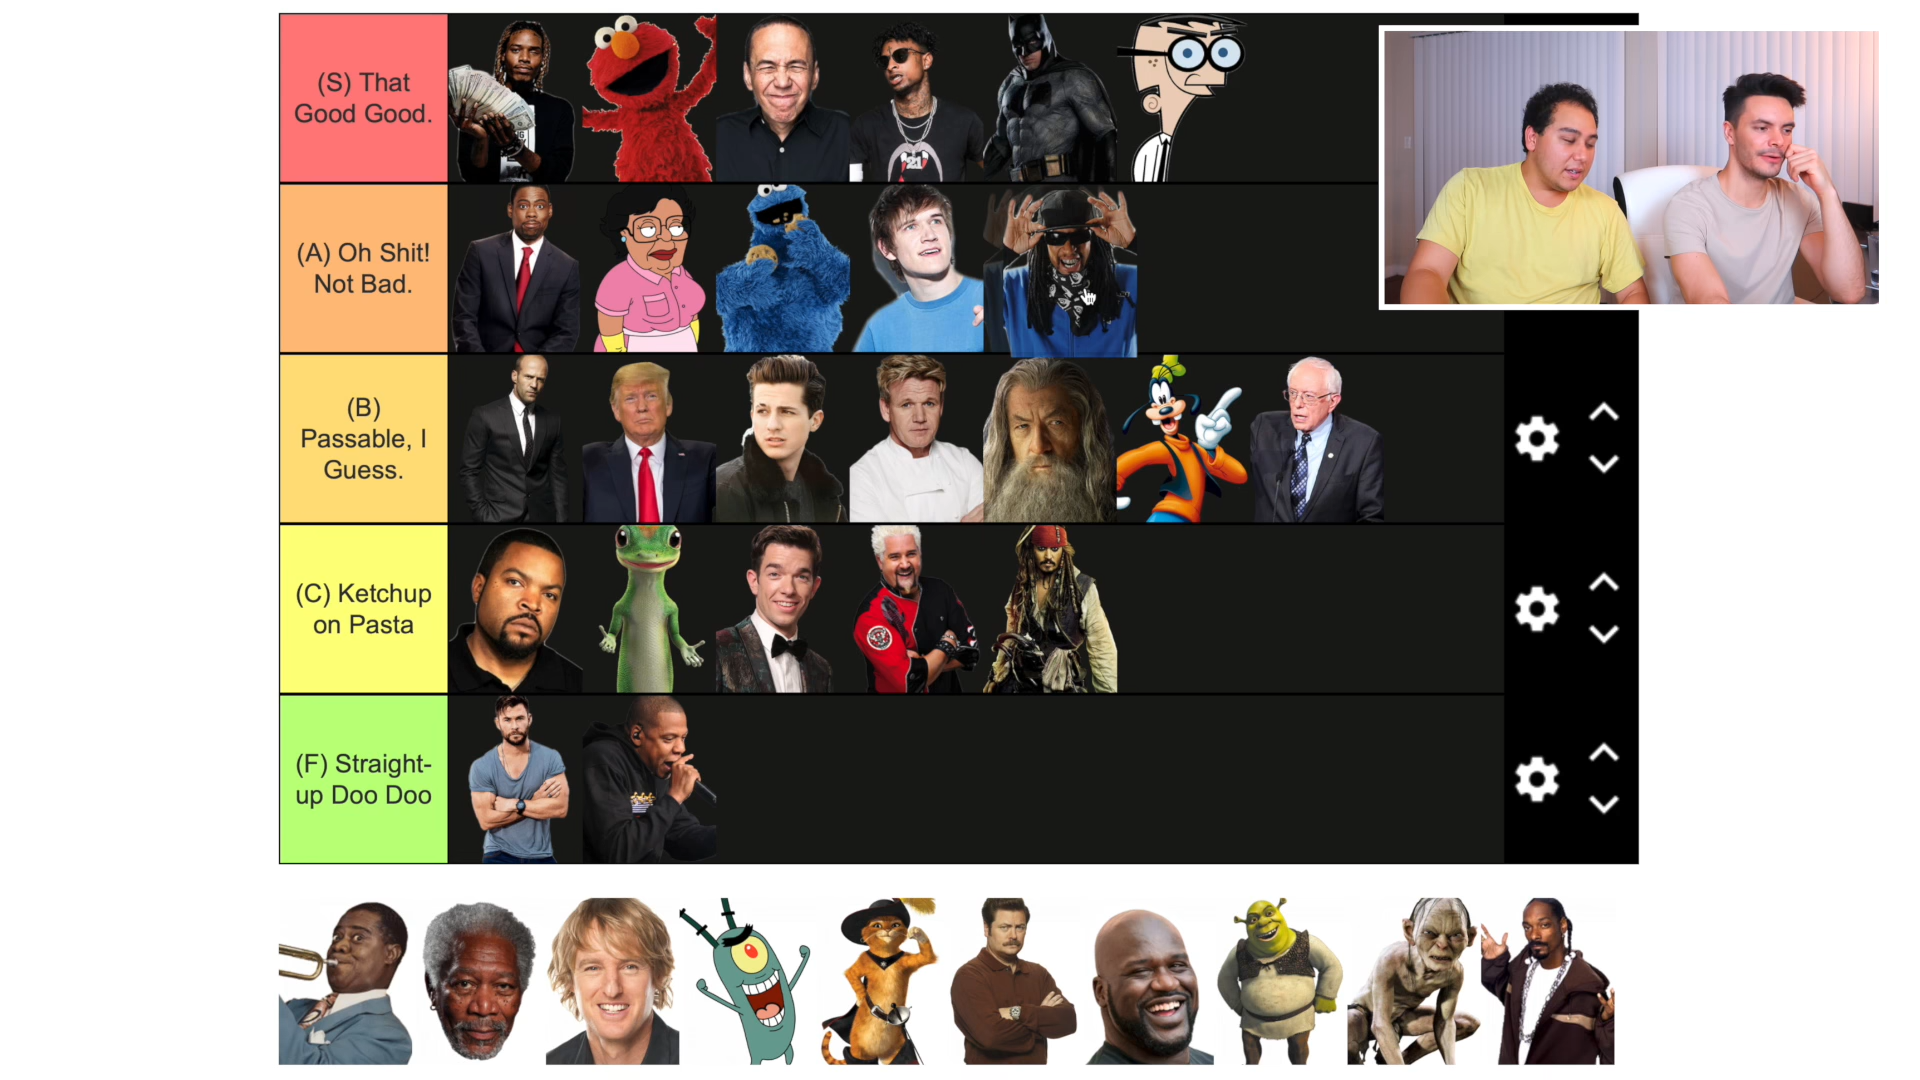 (S) That
Good Good.
(A) Oh Shit!
Not Bad.
(B)
Passable, I
Guess.
(C) Ketchup
on Pasta
(F) Straight-
up Doo Doo